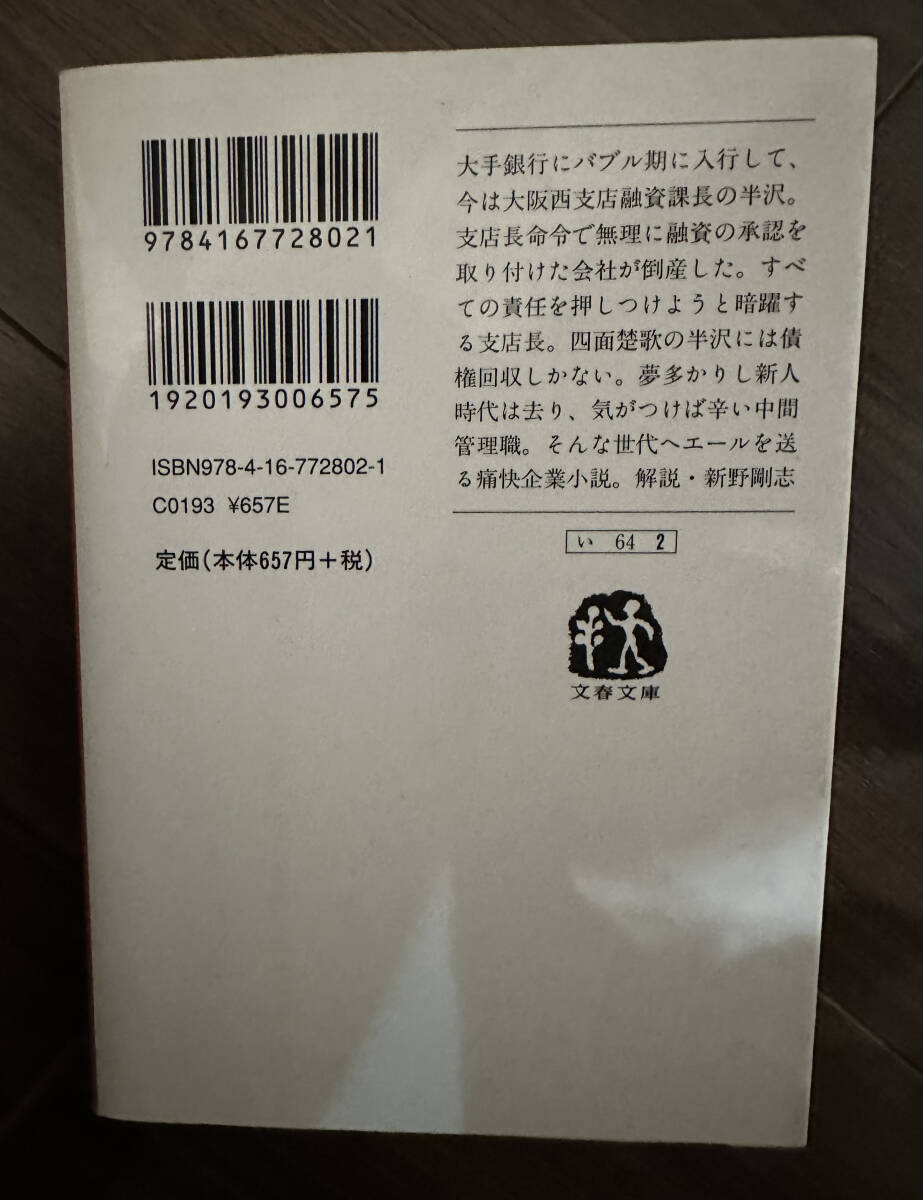 9784167728021
1920193006575
ISBN978-4-16-772802-1
C0193 ¥657E
定価(本体657円+税)
大手銀行にバブル期に入行して、
今は大阪西支店融資課長の半沢。
支店長命令で無理に融資の承認を
取り付けた会社が倒産した。すべ
ての責任を押しつけようと暗躍す
る支店長。四面楚歌の半沢には債
権回収しかない。夢多かりし新人
時代は去り、気がつけば辛い中間
管理職。そんな世代へエールを送
る痛快企業小説。解説・新野剛志
い 64 2
文春文庫